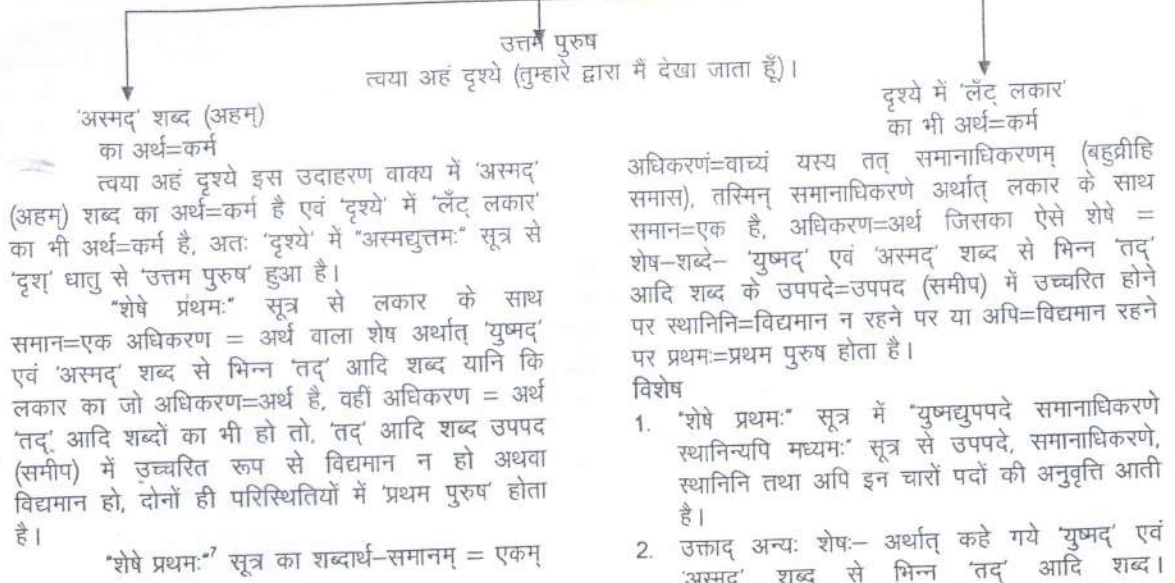 उत्तम पुरुष
त्वया अहं दृश्ये (तुम्हारे द्वारा मैं देखा जाता हूँ)।
'अस्मद्' शब्द (अहम्)
का अर्थ=कर्म
त्वया अहं दृश्ये इस उदाहरण वाक्य में 'अस्मद्'
(अहम्) शब्द का अर्थ=कर्म है एवं 'दृश्ये' में 'लँट् लकार'
का भी अर्थ=कर्म है, अतः 'दृश्ये' में "अस्मद्युत्तमः" सूत्र से
'दृश्' धातु से 'उत्तम पुरुष' हुआ है।
"शेषे प्रथमः" सूत्र से लकार के साथ
समान=एक अधिकरण = अर्थ वाला शेष अर्थात् 'युष्मद्'
एवं 'अस्मद्' शब्द से भिन्न 'तद्' आदि शब्द यानि कि
लकार का जो अधिकरण=अर्थ है, वहीं अधिकरण = अर्थ
'तद्' आदि शब्दों का भी हो तो, 'तद्' आदि शब्द उपपद
(समीप) में उच्चरित रूप से विद्यमान न हो अथवा
विद्यमान हो, दोनों ही परिस्थितियों में 'प्रथम पुरुष' होता
है।
"शेषे प्रथमः"⁷ सूत्र का शब्दार्थ–समानम् = एकम्
दृश्ये में 'लँट् लकार'
का भी अर्थ=कर्म
अधिकरणं=वाच्यं यस्य तत् समानाधिकरणम् (बहुव्रीहि
समास), तस्मिन् समानाधिकरणे अर्थात् लकार के साथ
समान=एक है, अधिकरण=अर्थ जिसका ऐसे शेषे =
शेष–शब्दे– 'युष्मद्' एवं 'अस्मद्' शब्द से भिन्न 'तद्'
आदि शब्द के उपपदे=उपपद (समीप) में उच्चरित होने
पर स्थानिनि=विद्यमान न रहने पर या अपि=विद्यमान रहने
पर प्रथमः=प्रथम पुरुष होता है।
विशेष
1. "शेषे प्रथमः" सूत्र में "युष्मद्युपपदे समानाधिकरणे
स्थानिन्यपि मध्यमः" सूत्र से उपपदे, समानाधिकरणे,
स्थानिनि तथा अपि इन चारों पदों की अनुवृत्ति आती
है।
2. उक्ताद् अन्यः शेषः– अर्थात् कहे गये 'युष्मद्' एवं
'अस्मद्' शब्द से भिन्न 'तद्' आदि शब्द।